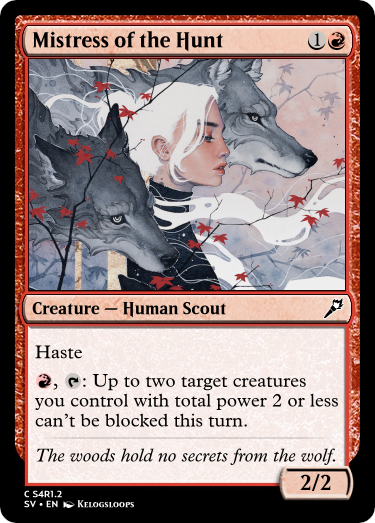 Mistress of the Hunt 1
Creature — Human Scout
Haste
, : Up to two target creatures
you control with total power 2 or less
can't be blocked this turn.
The woods hold no secrets from the wolf.
2/2
C S4R1.2
SV • EN Kelogsloops